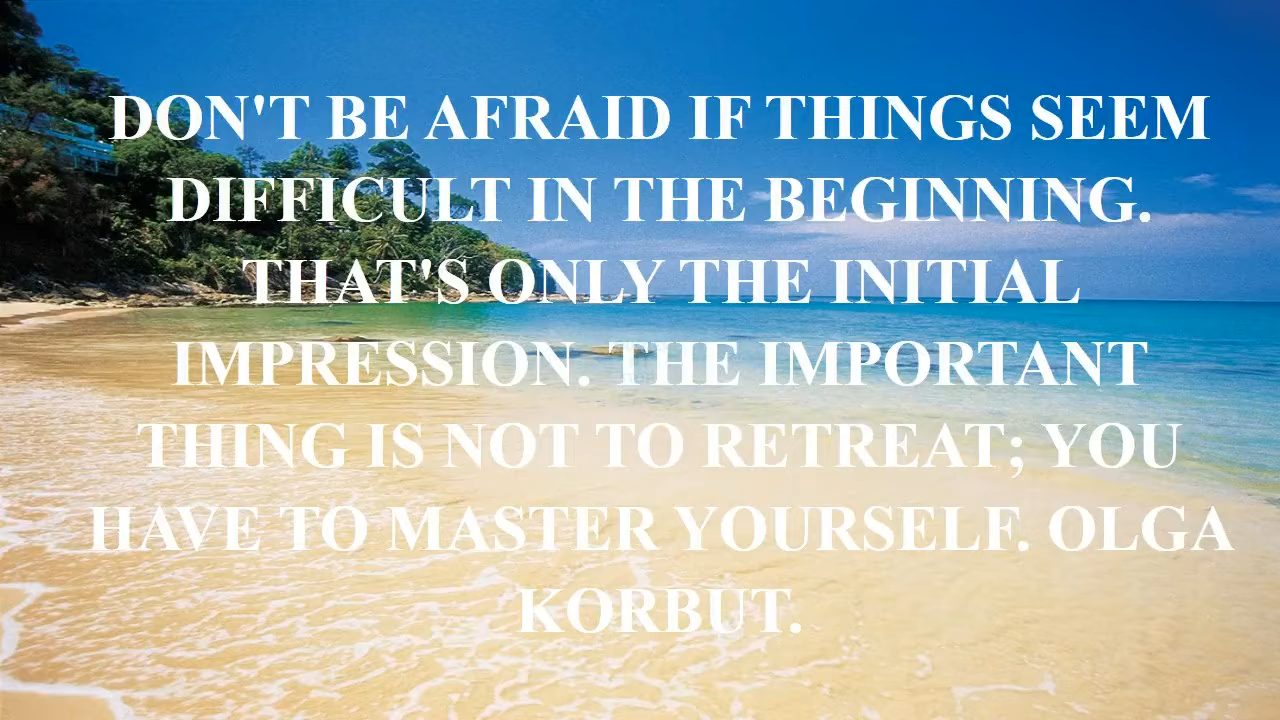 DON'T BE AFRAID IF THINGS SEEM
DIFFICULT IN THE BEGINNING.
THAT'S ONLY THE INITIAL
IMPRESSION. THE IMPORTANT
THING IS NOT TO RETREAT; YOU
HAVE TO MASTER YOURSELF. OLGA
KORBUT.